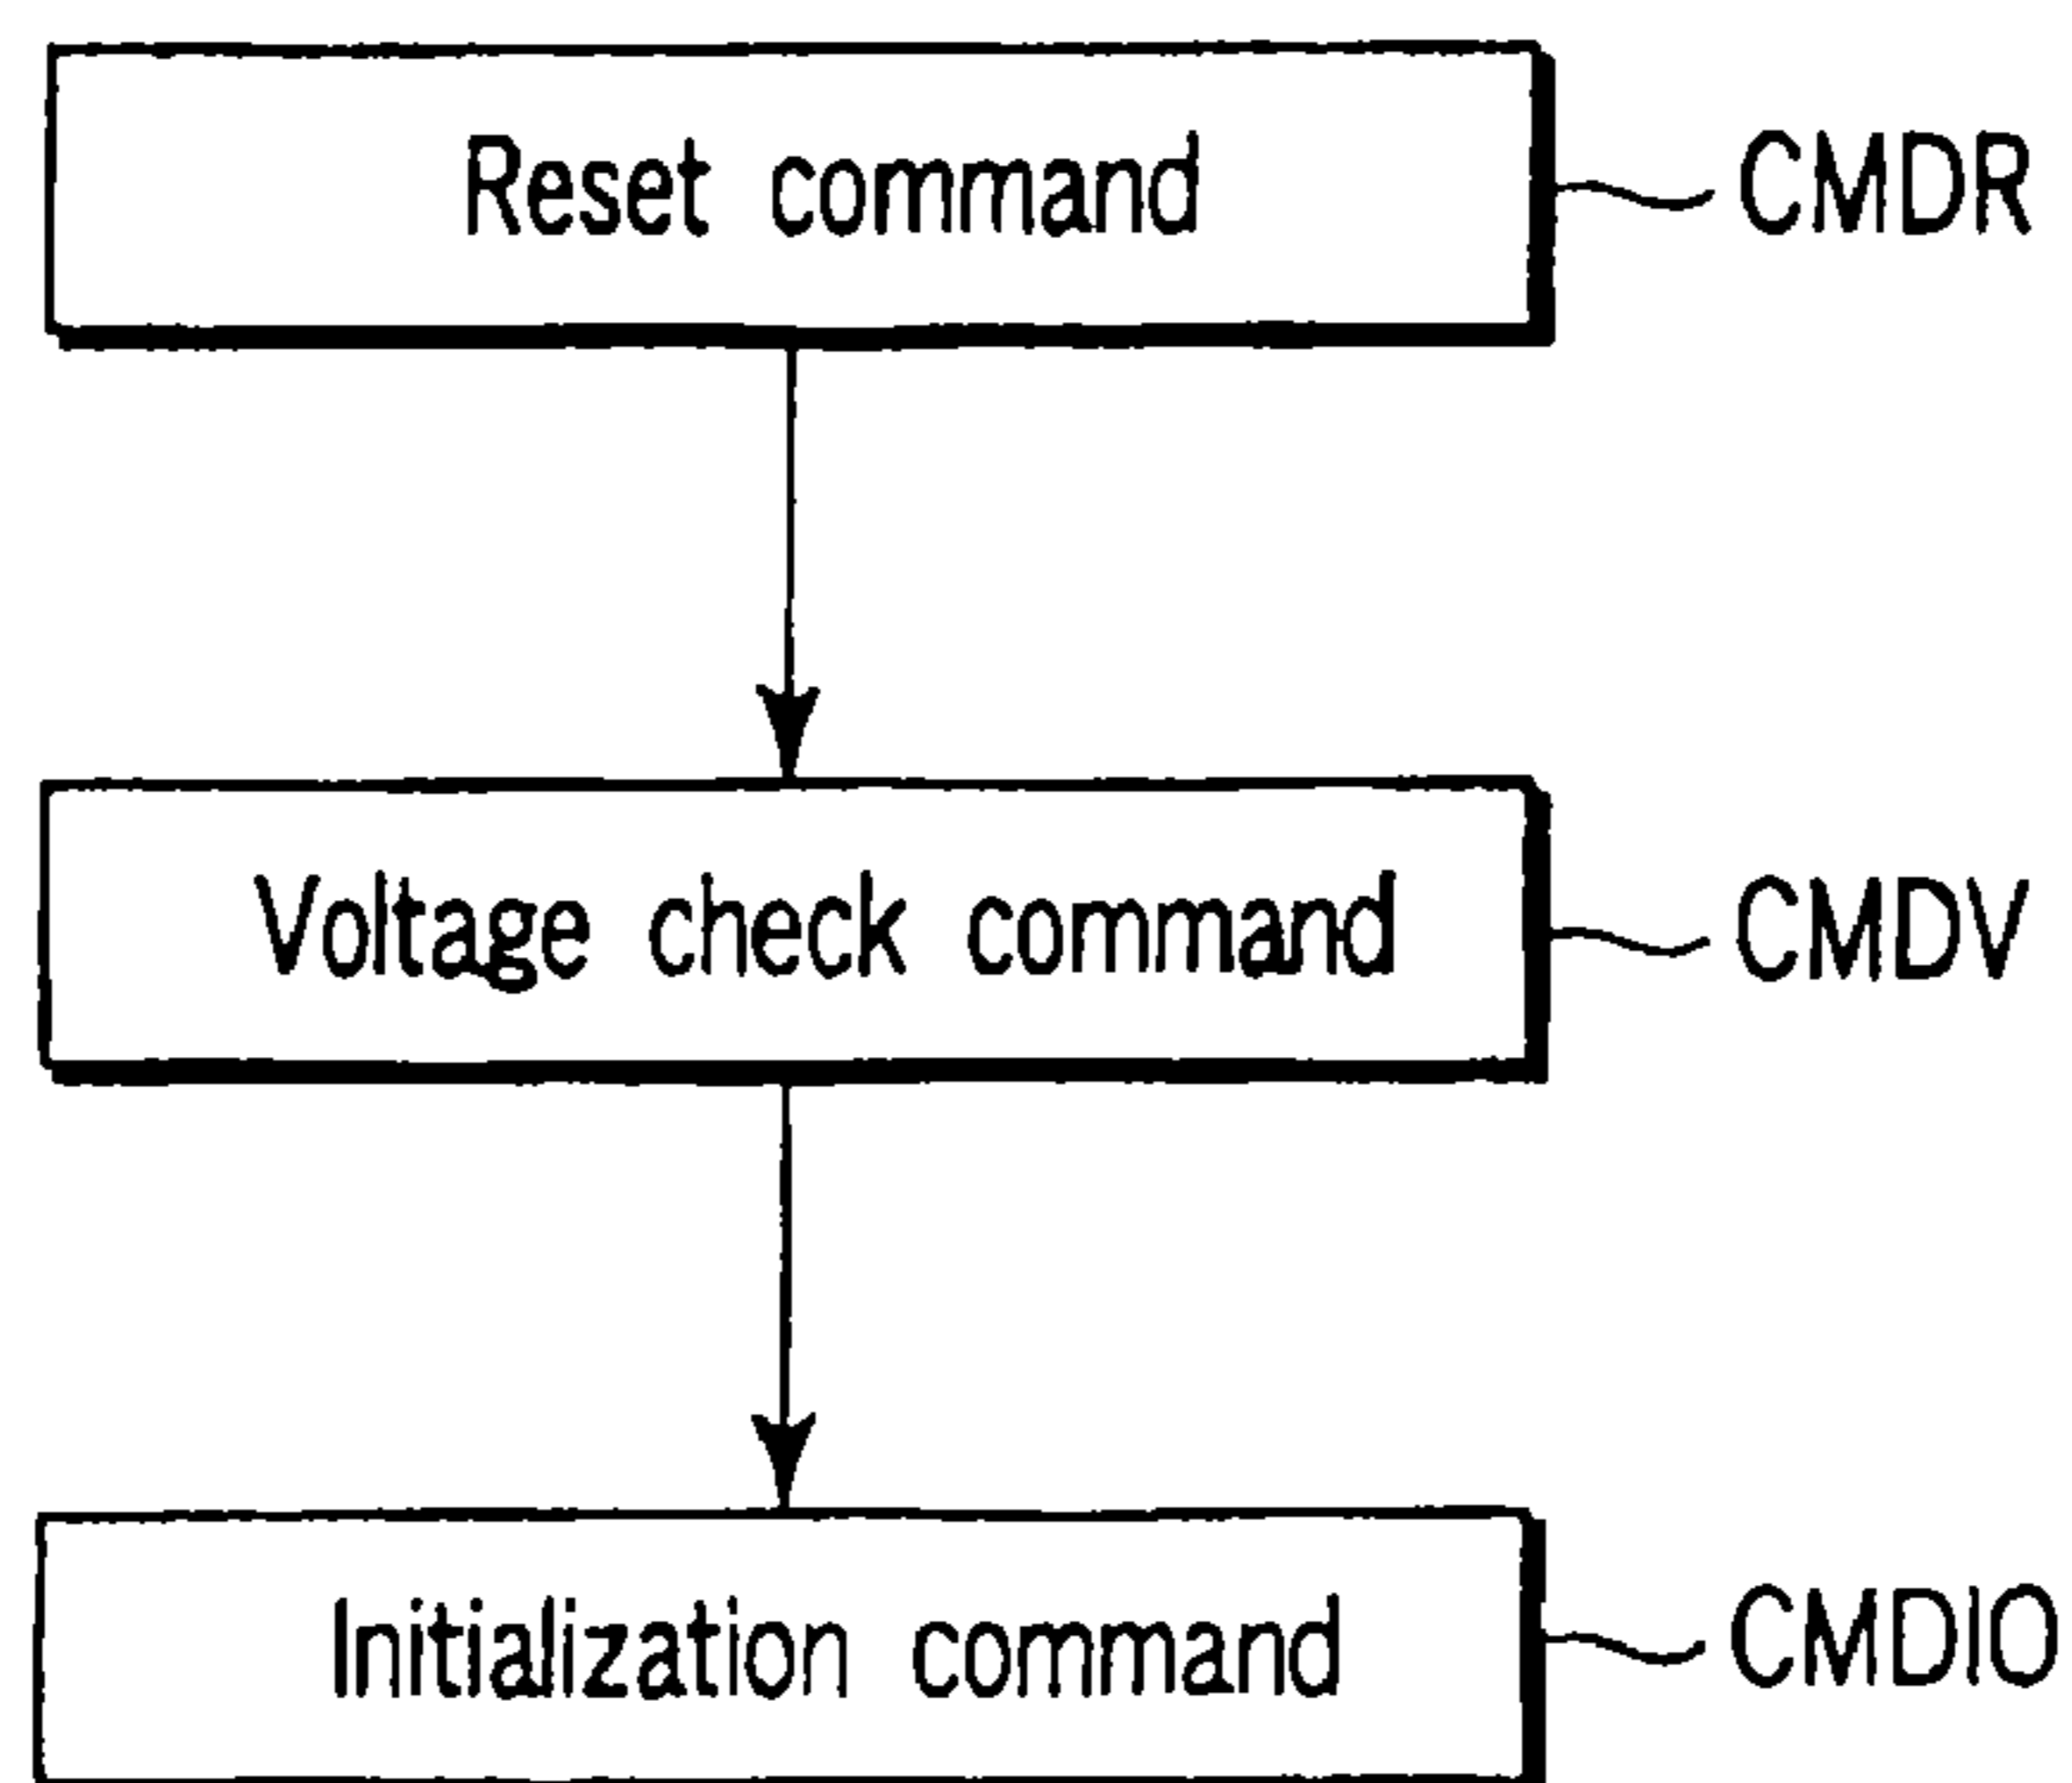 Reset command CMDR
Voltage check command CMDV
Initialization command CMDIO